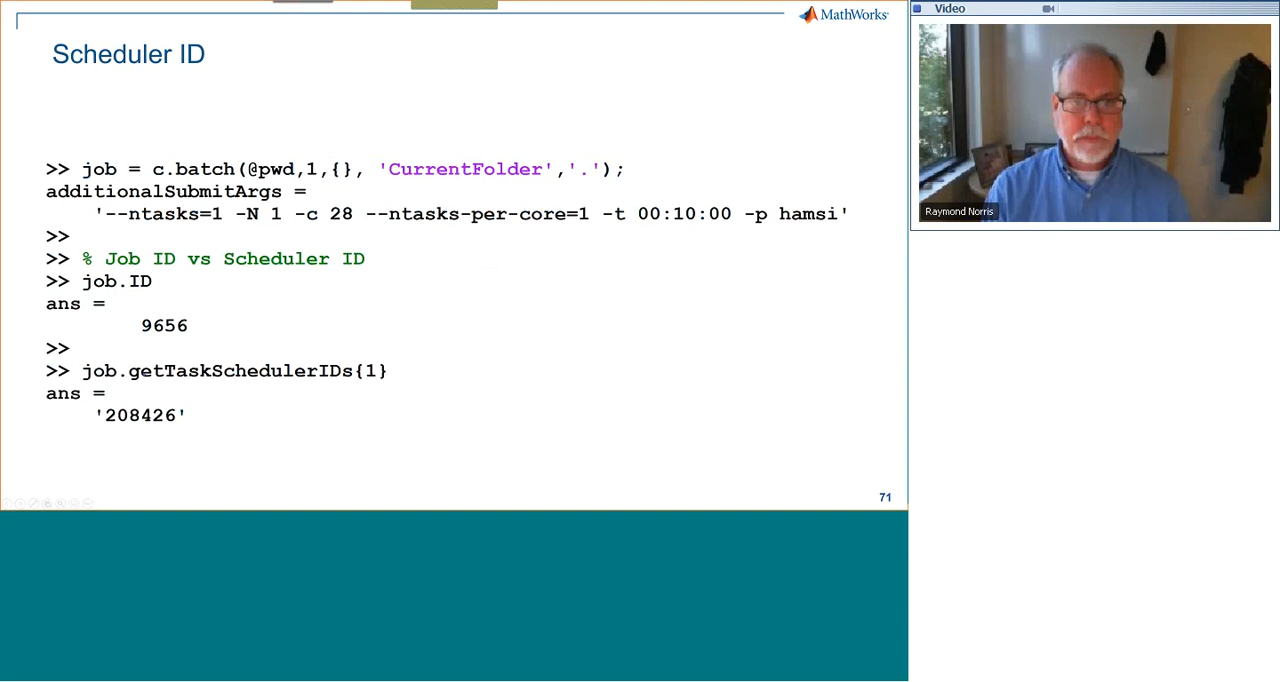 MathWorks®
Scheduler ID
>> job = c.batch(@pwd,1,{}, 'CurrentFolder','.');
additionalSubmitArgs =
'--ntasks=1 -N 1 -c 28 --ntasks-per-core=1 -t 00:10:00 -p hamsi'
>>
>> % Job ID vs Scheduler ID
>> job.ID
ans =
9656
>>
>> job.getTaskSchedulerIDs{1}
ans =
'208426'
71
Video
Raymond Norris